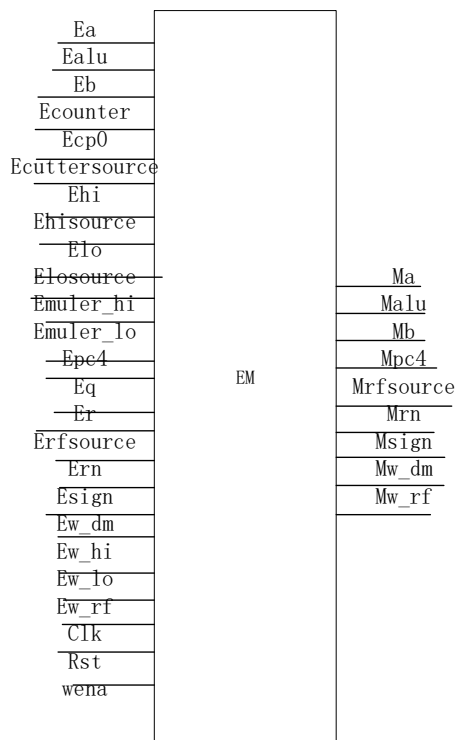 Ea
Ealu
Eb
Ecounter
Ecp0
Ecuttersource
Ehi
Ehisource
Elo
Elosource
Emuler_hi
Emuler_lo
Epc4
Eq
Er
Erfsource
Ern
Esign
Ew_dm
Ew_hi
Ew_lo
Ew_rf
Clk
Rst
wena
EM
Ma
Malu
Mb
Mpc4
Mrfsource
Mrn
Msign
Mw_dm
Mw_rf